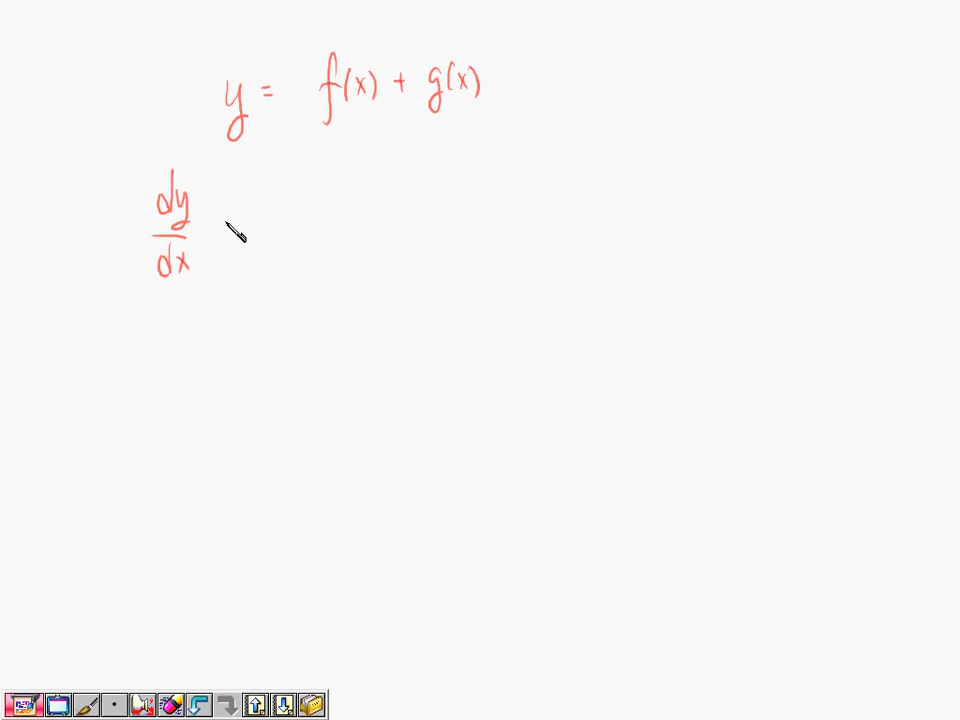 y = f(x) + g(x)
dy
dx